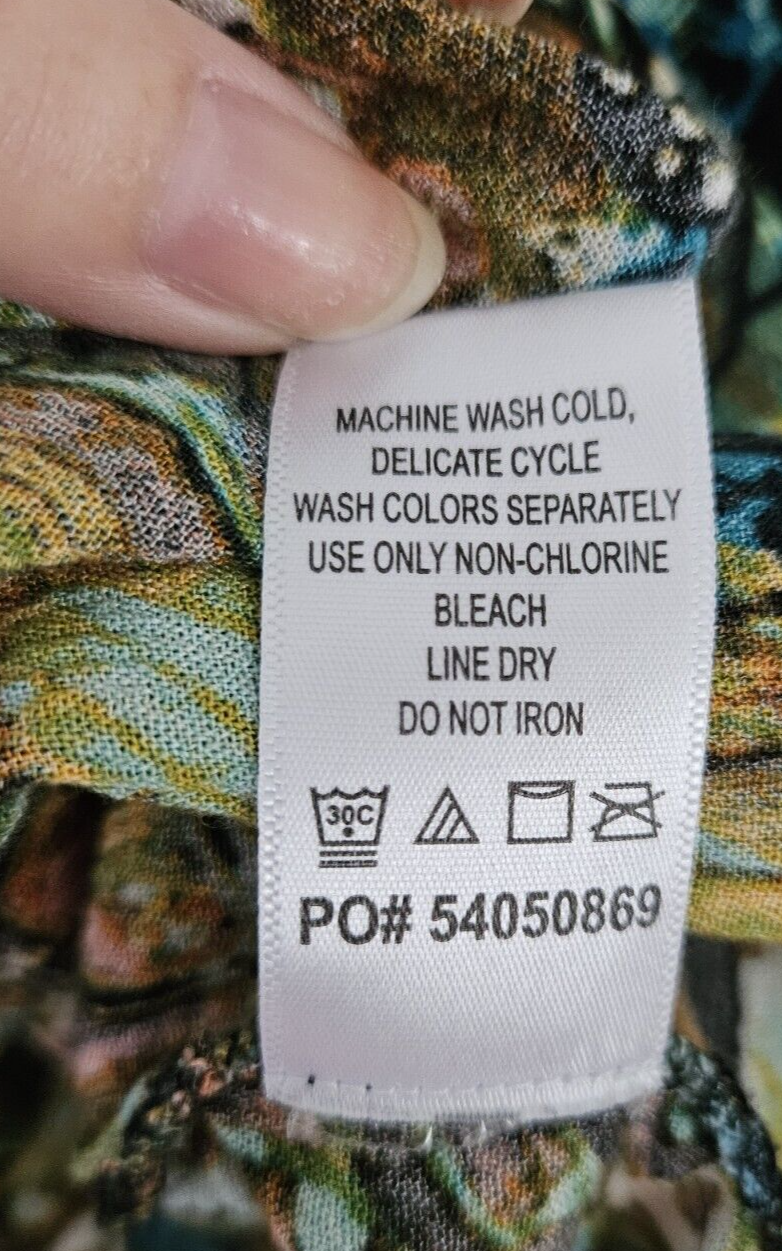 MACHINE WASH COLD,
DELICATE CYCLE
WASH COLORS SEPARATELY
USE ONLY NON-CHLORINE
BLEACH
LINE DRY
DO NOT IRON
30C
PO# 54050869